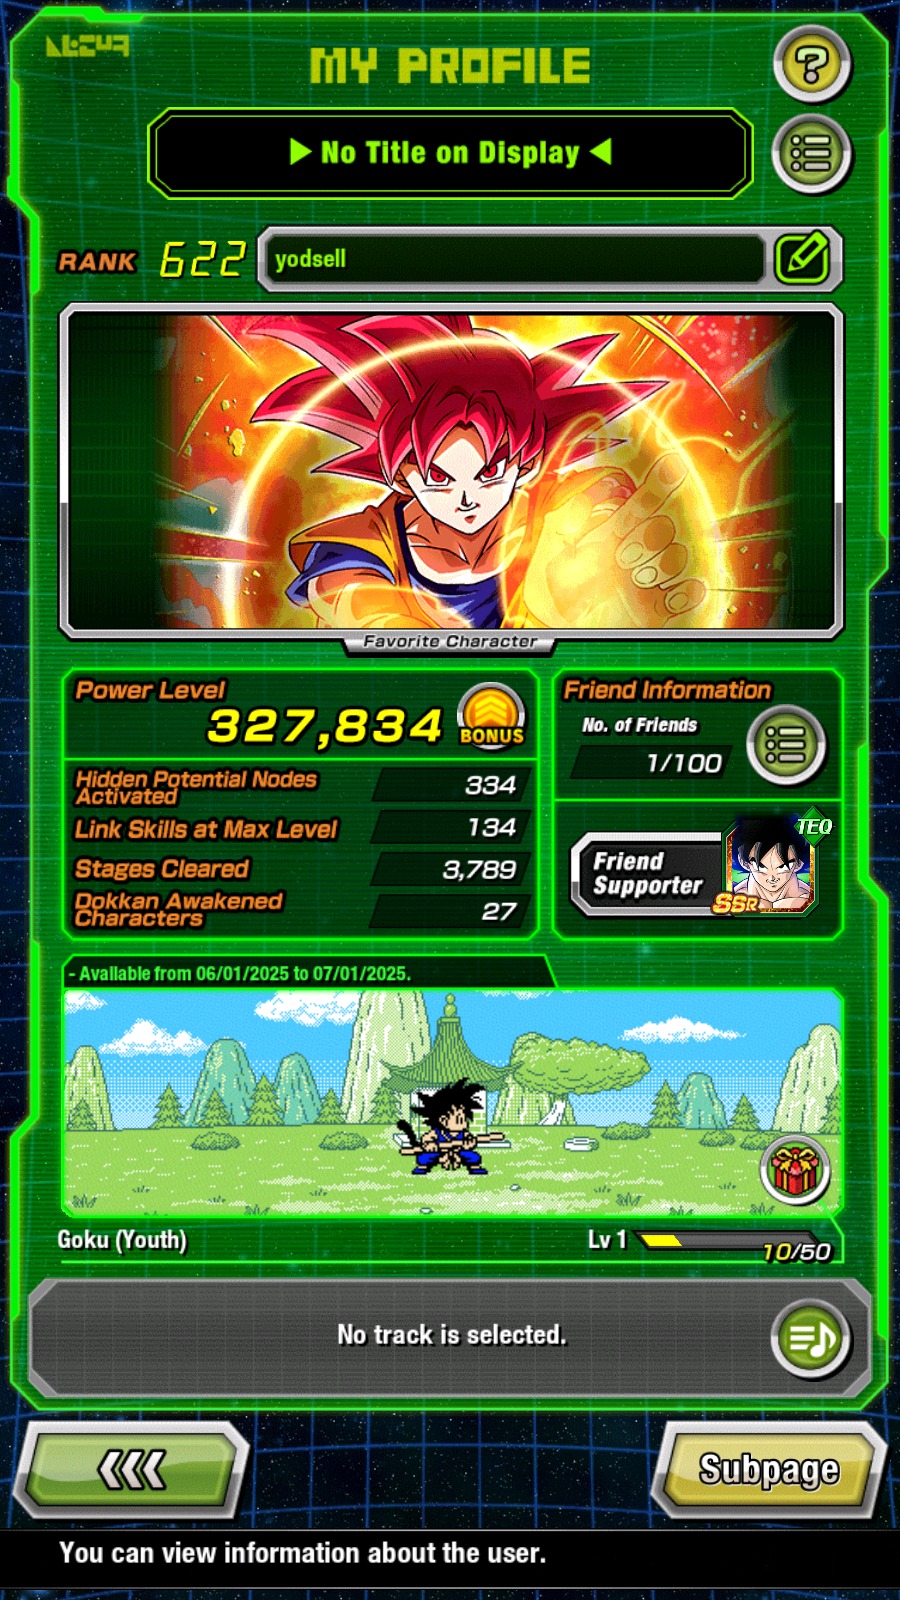 MY PROFILE
?
▶ No Title on Display ◀
RANK 622 yodsell
Favorite Character
Power Level
327,834
BONUS
Hidden Potential Nodes
Activated
334
Link Skills at Max Level 134
Stages Cleared 3,789
Dokkan Awakened
Characters
27
Friend Information
No. of Friends
1/100
Friend
Supporter
TEQ
SSR
- Available from 06/01/2025 to 07/01/2025.
Goku (Youth) Lv 1 10/50
No track is selected.
Subpage
You can view information about the user.